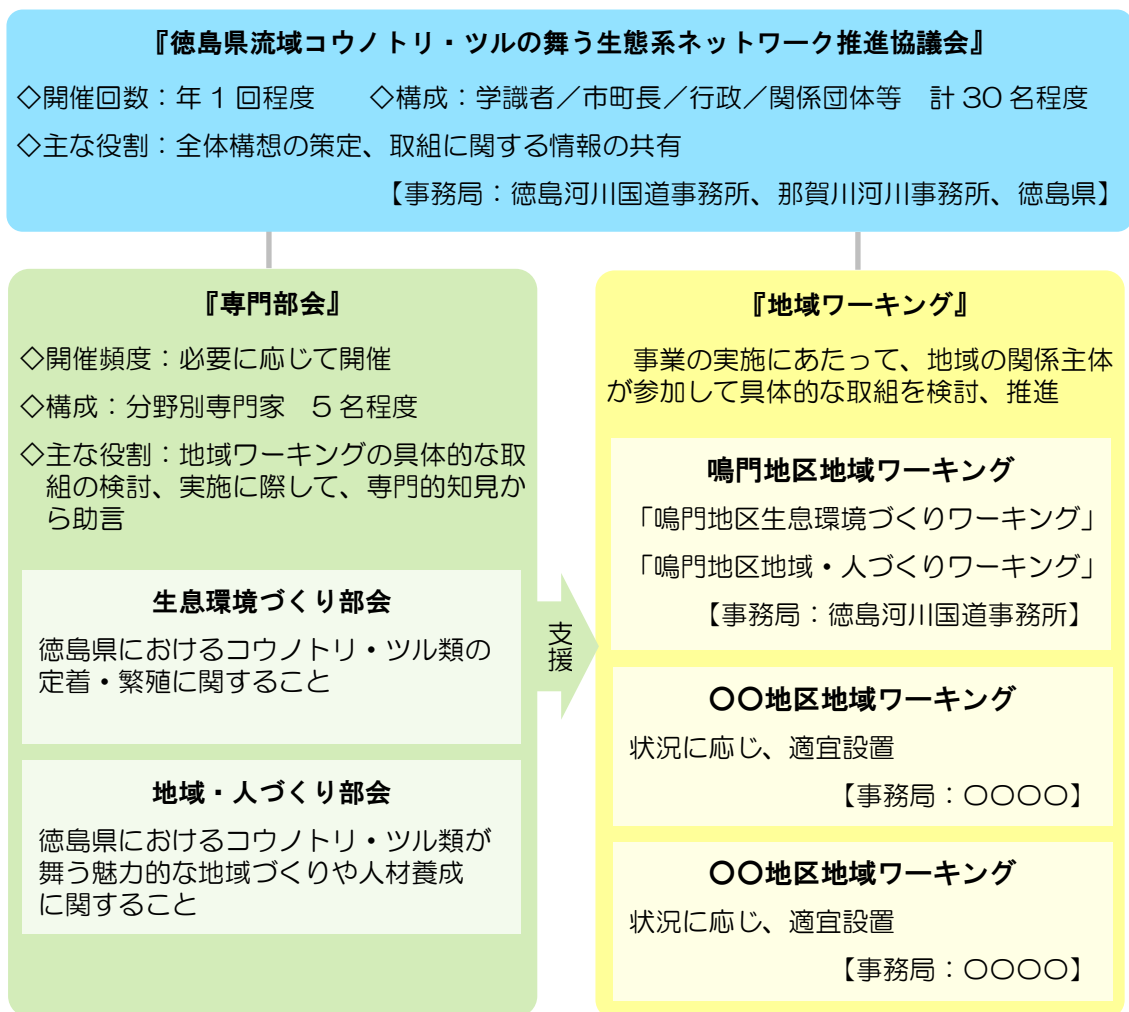 『徳島県流域コウノトリ・ツルの舞う生態系ネットワーク推進協議会』
◇開催回数：年１回程度　　◇構成：学識者／市町長／行政／関係団体等　計30名程度
◇主な役割：全体構想の策定、取組に関する情報の共有
【事務局：徳島河川国道事務所、那賀川河川事務所、徳島県】
『専門部会』
◇開催頻度：必要に応じて開催
◇構成：分野別専門家　５名程度
◇主な役割：地域ワーキングの具体的な取
組の検討、実施に際して、専門的知見か
ら助言
生息環境づくり部会
徳島県におけるコウノトリ・ツル類の
定着・繁殖に関すること
地域・人づくり部会
徳島県におけるコウノトリ・ツル類が
舞う魅力的な地域づくりや人材養成
に関すること
支援
『地域ワーキング』
事業の実施にあたって、地域の関係主体
が参加して具体的な取組を検討、推進
鳴門地区地域ワーキング
「鳴門地区生息環境づくりワーキング」
「鳴門地区地域・人づくりワーキング」
【事務局：徳島河川国道事務所】
〇〇地区地域ワーキング
状況に応じ、適宜設置
【事務局：〇〇〇〇】
〇〇地区地域ワーキング
状況に応じ、適宜設置
【事務局：〇〇〇〇】